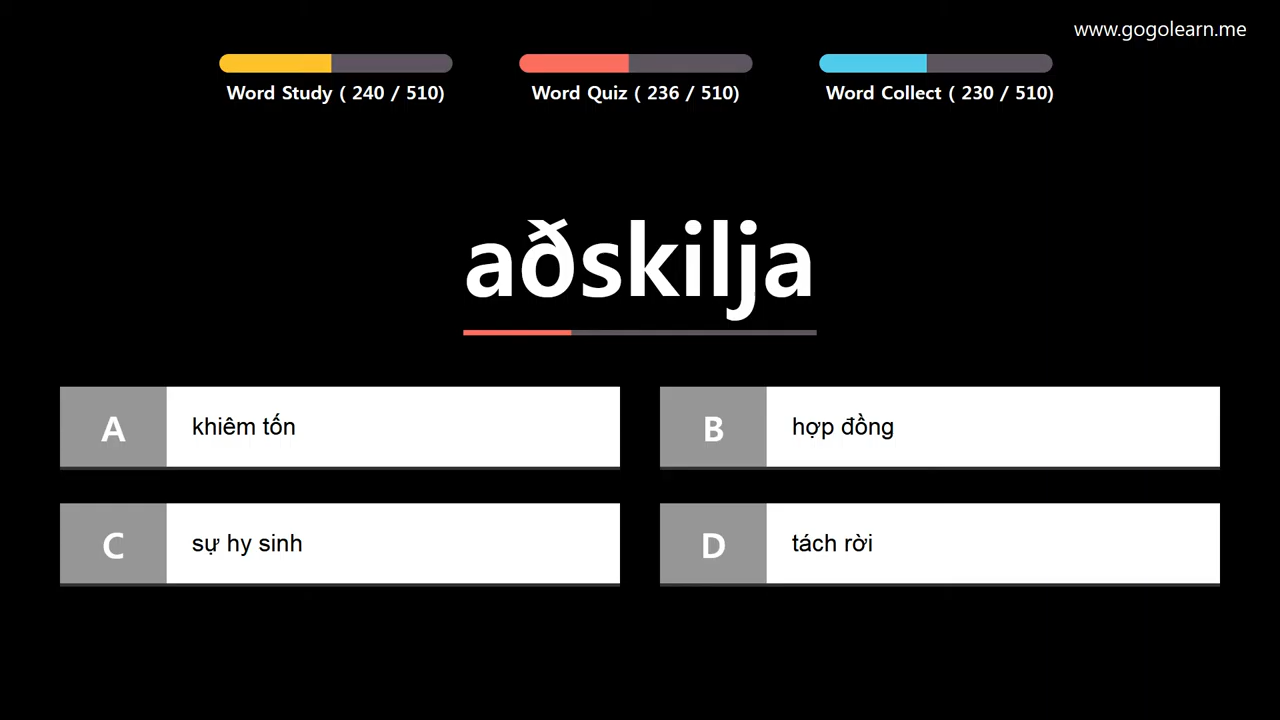 www.gogolearn.me
Word Study ( 240 / 510)
Word Quiz ( 236 / 510)
Word Collect ( 230 / 510)
aðskilja
A
khiêm tốn
B
hợp đồng
C
sự hy sinh
D
tách rời